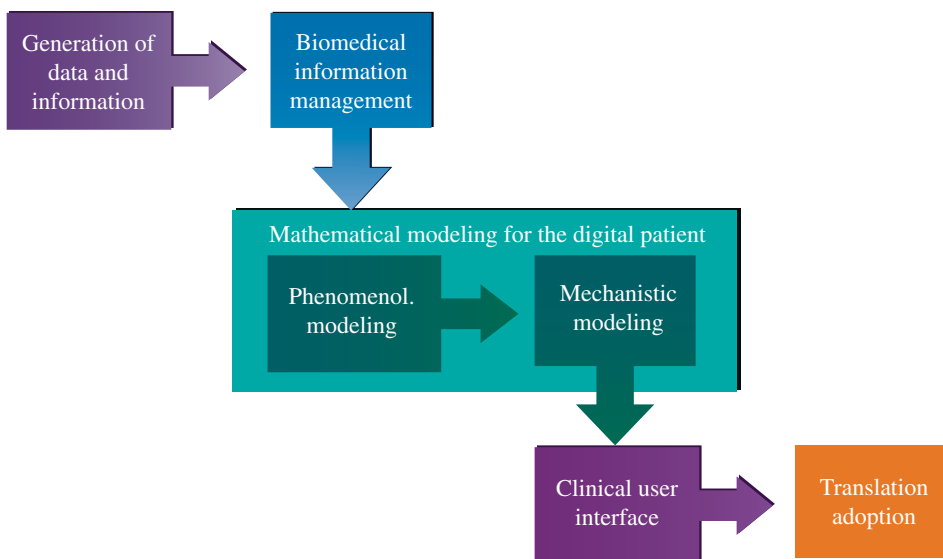 Generation of
data and
information
Biomedical
information
management
Mathematical modeling for the digital patient
Phenomenol.
modeling
Mechanistic
modeling
Clinical user
interface
Translation
adoption